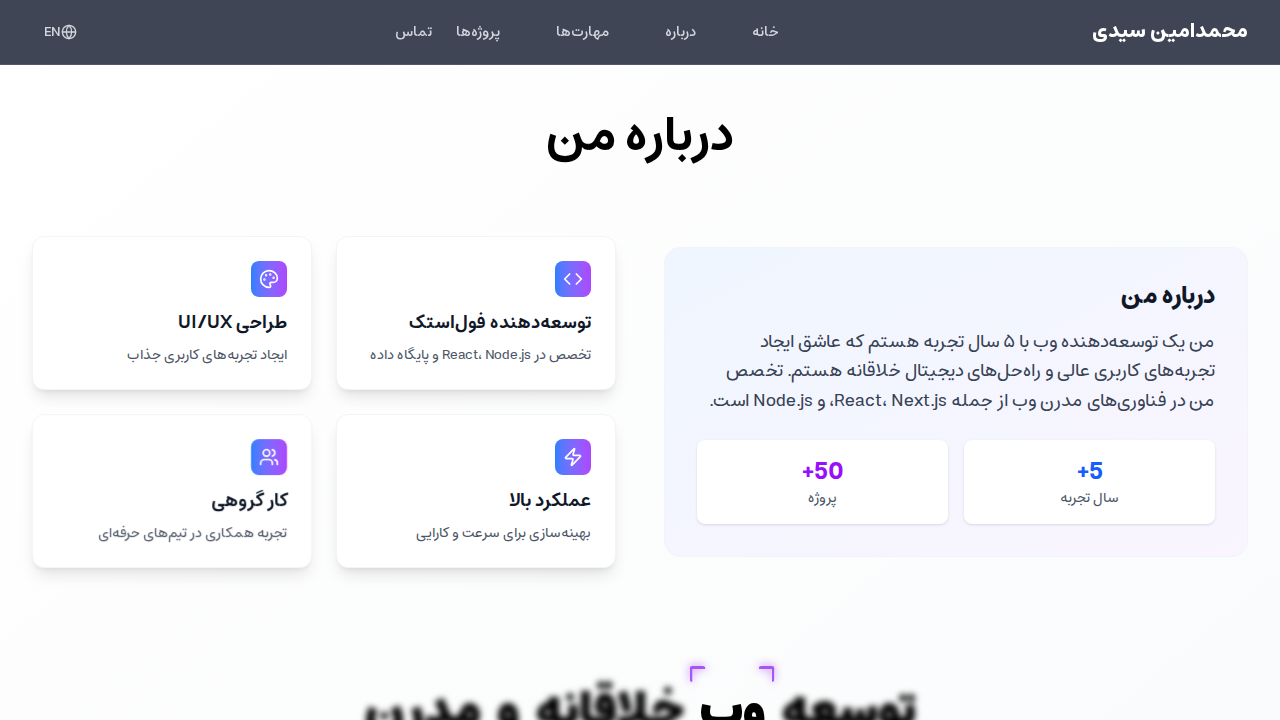 محمدامین سیدی
خانه
درباره
مهارت‌ها
پروژه‌ها
تماس
EN
درباره من
درباره من
من یک توسعه‌دهنده وب با ۵ سال تجربه هستم که عاشق ایجاد
تجربه‌های کاربری عالی و راه‌حل‌های دیجیتال خلاقانه هستم. تخصص
من در فناوری‌های مدرن وب از جمله React، Next.js، و Node.js است.
5+
سال تجربه
50+
پروژه
توسعه‌دهنده فول‌استک
تخصص در React، Node.js و پایگاه داده
طراحی UI/UX
ایجاد تجربه‌های کاربری جذاب
عملکرد بالا
بهینه‌سازی برای سرعت و کارایی
کار گروهی
تجربه همکاری در تیم‌های حرفه‌ای
توسعه وب خلاقانه و مدرن